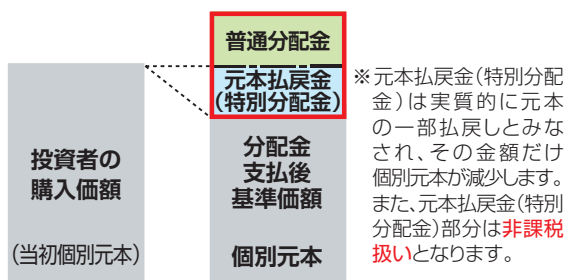 普通分配金
元本払戻金
(特別分配金)
投資者の
購入価額
(当初個別元本)
分配金
支払後
基準価額
個別元本
※元本払戻金(特別分配
金)は実質的に元本
の一部払戻しとみな
され、その金額だけ
個別元本が減少します。
また、元本払戻金(特別
分配金)部分は非課税
扱いとなります。